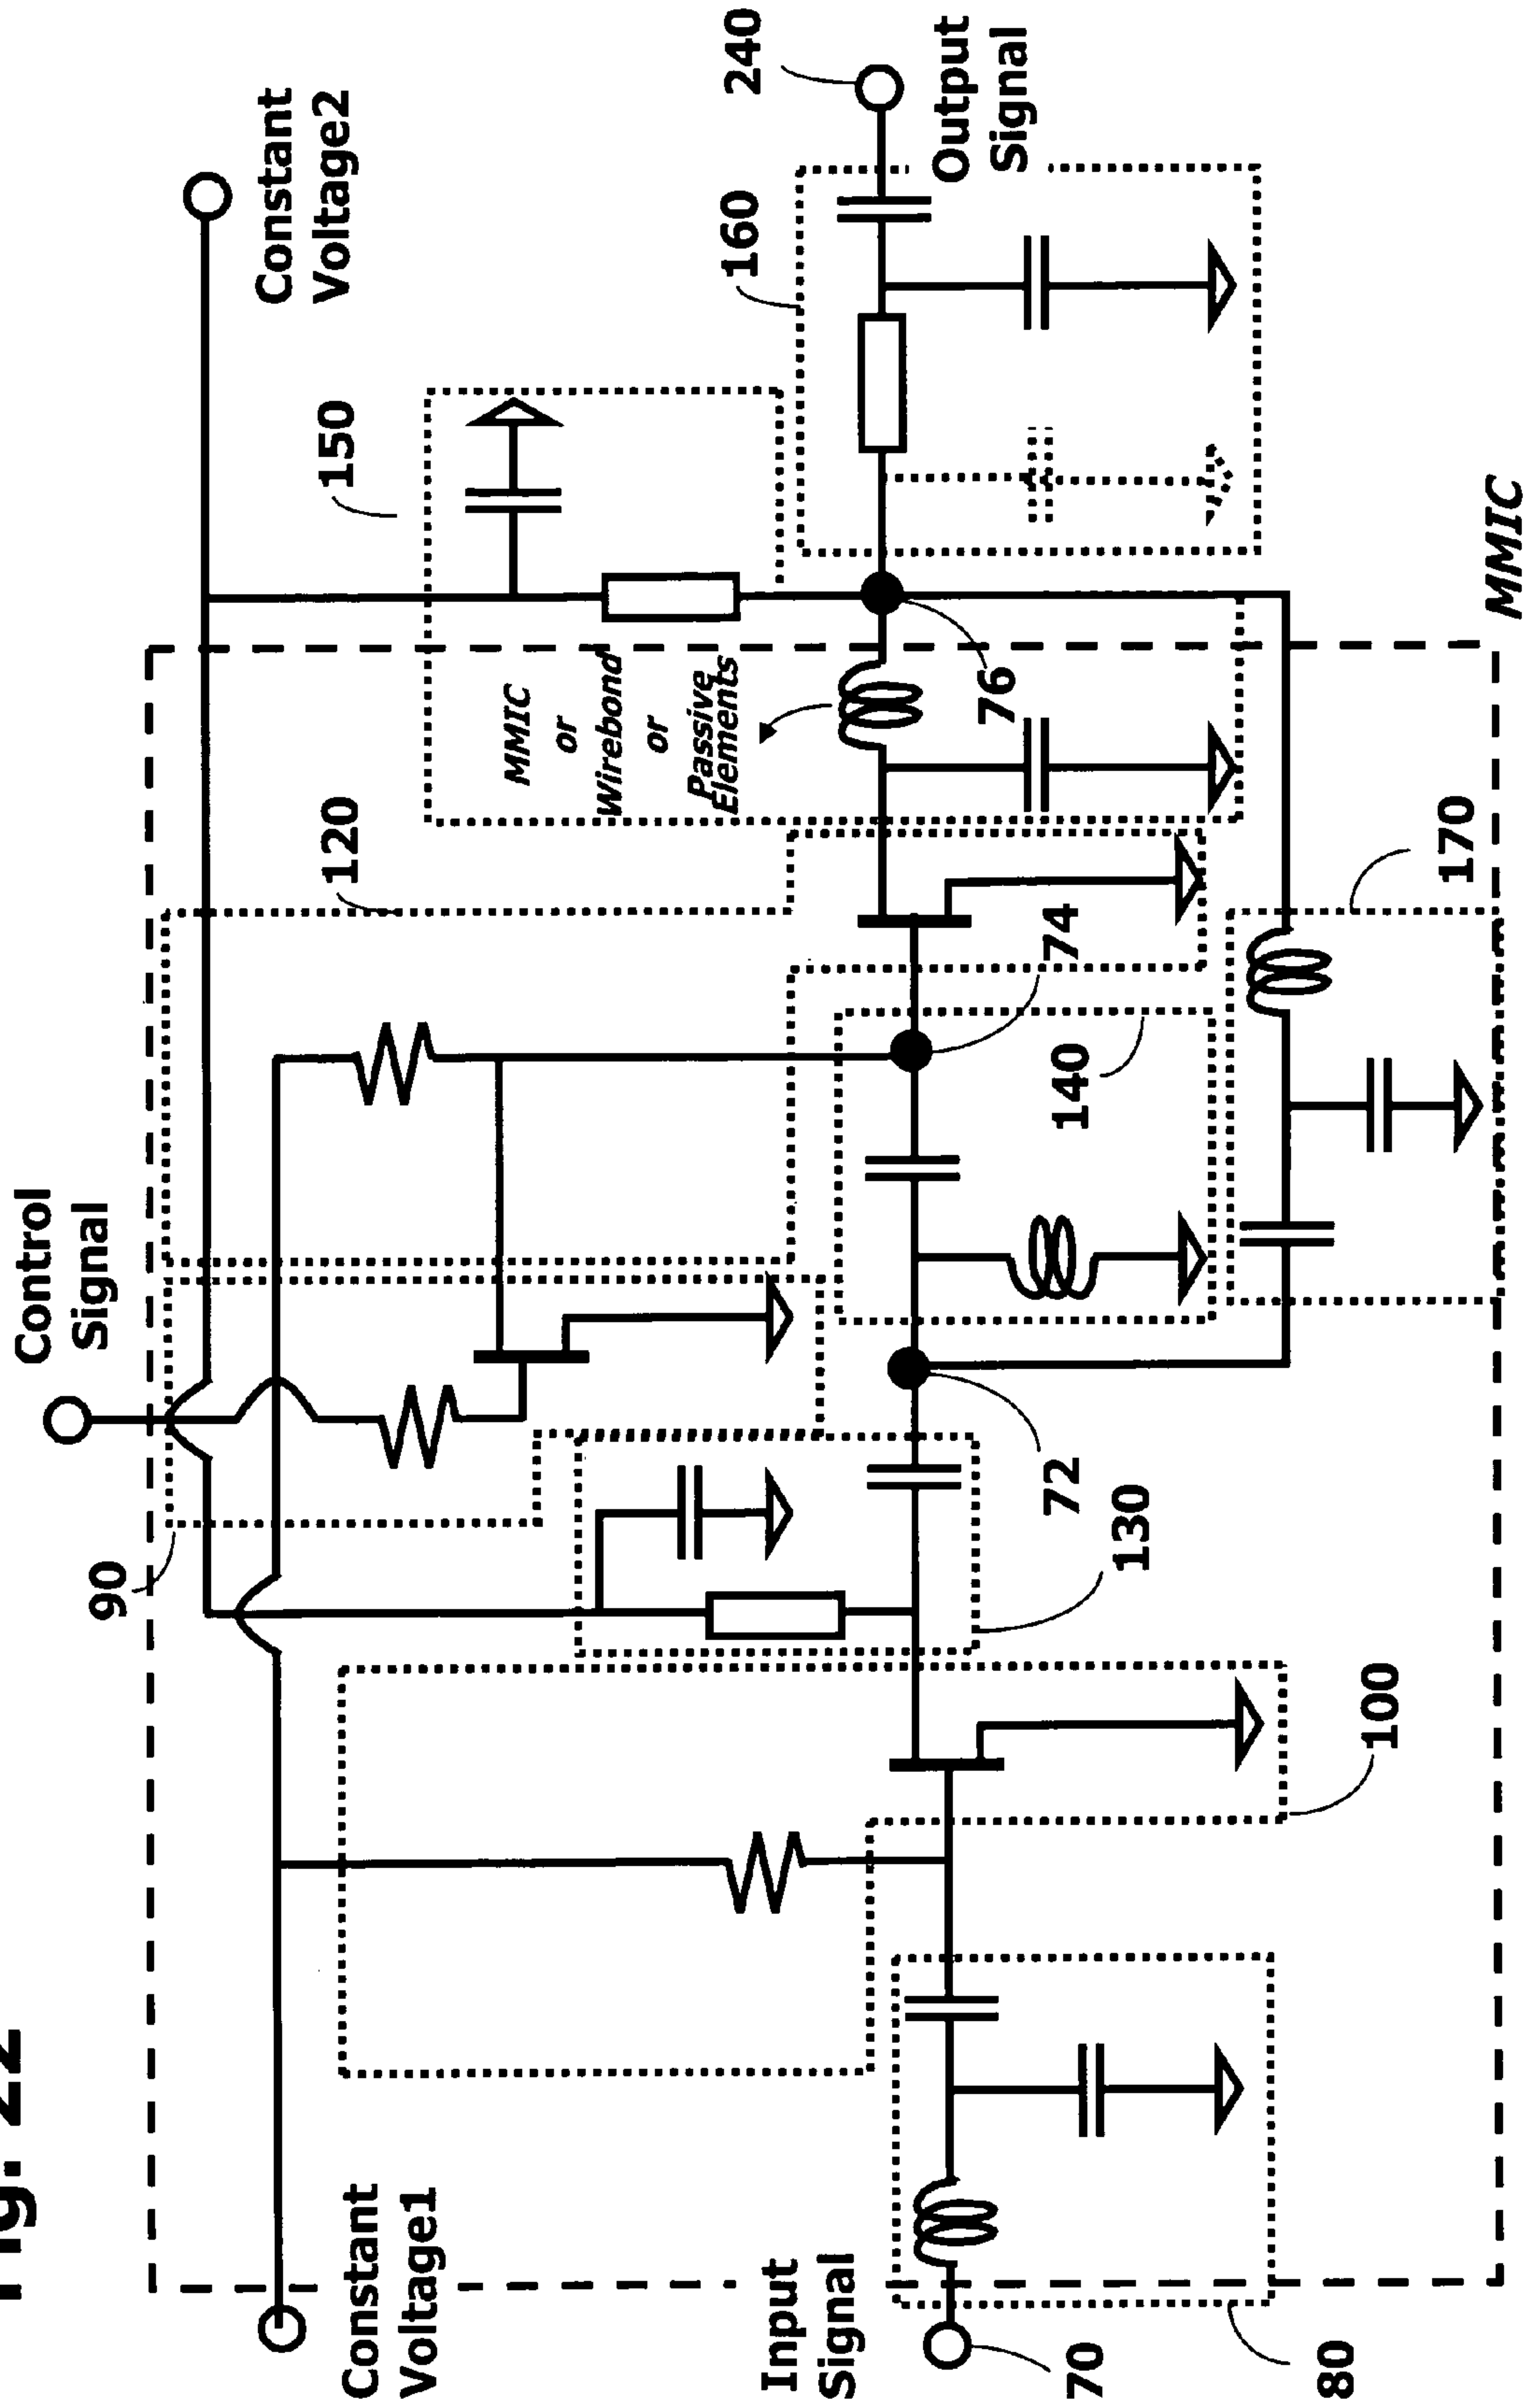 Fig. 22
Control
Signal
Constant
Voltage2
90
120
150
240
Output
Signal
160
MMIC
or
Wirebond
or
Passive
Elements
76
74
140
170
72
130
100
Constant
Voltage1
Input
Signal
70
80
MMIC